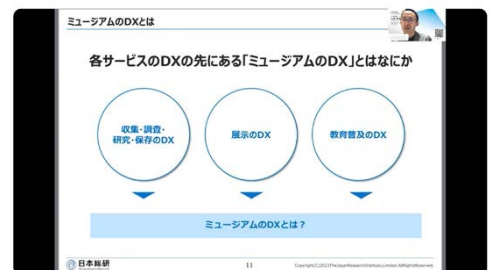 ミュージアムのDXとは
各サービスのDXの先にある「ミュージアムのDX」とはなにか
収集・調査・
研究・保存のDX
展示のDX
教育普及のDX
ミュージアムのDXとは？
日本総研
11
Copyright(C)2023TheJapanResearchInstitute,Limited.AllRightsReserved.